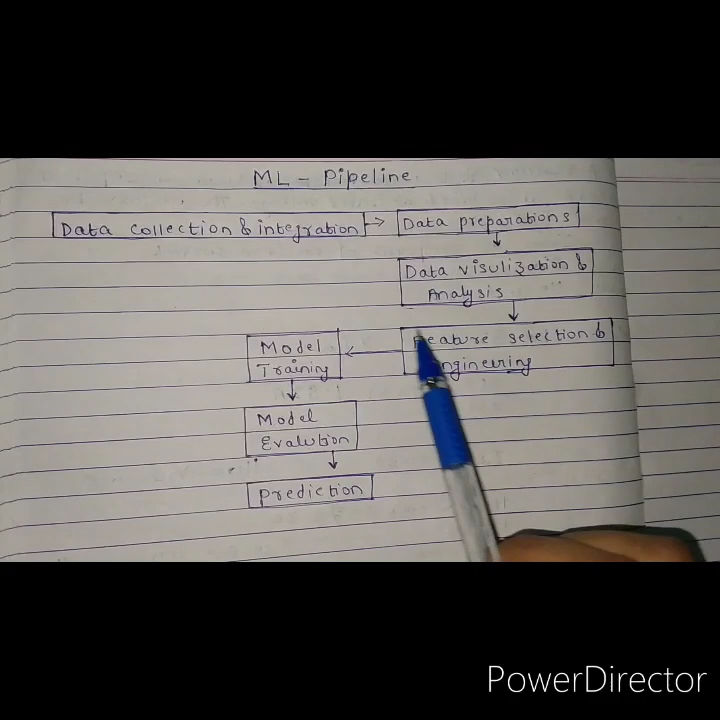 ML - Pipeline
Data collection & integration
Data preparations
Data visulization &
Analysis
Feature selection &
Engineering
Model
Training
Model
Evalution
prediction
PowerDirector